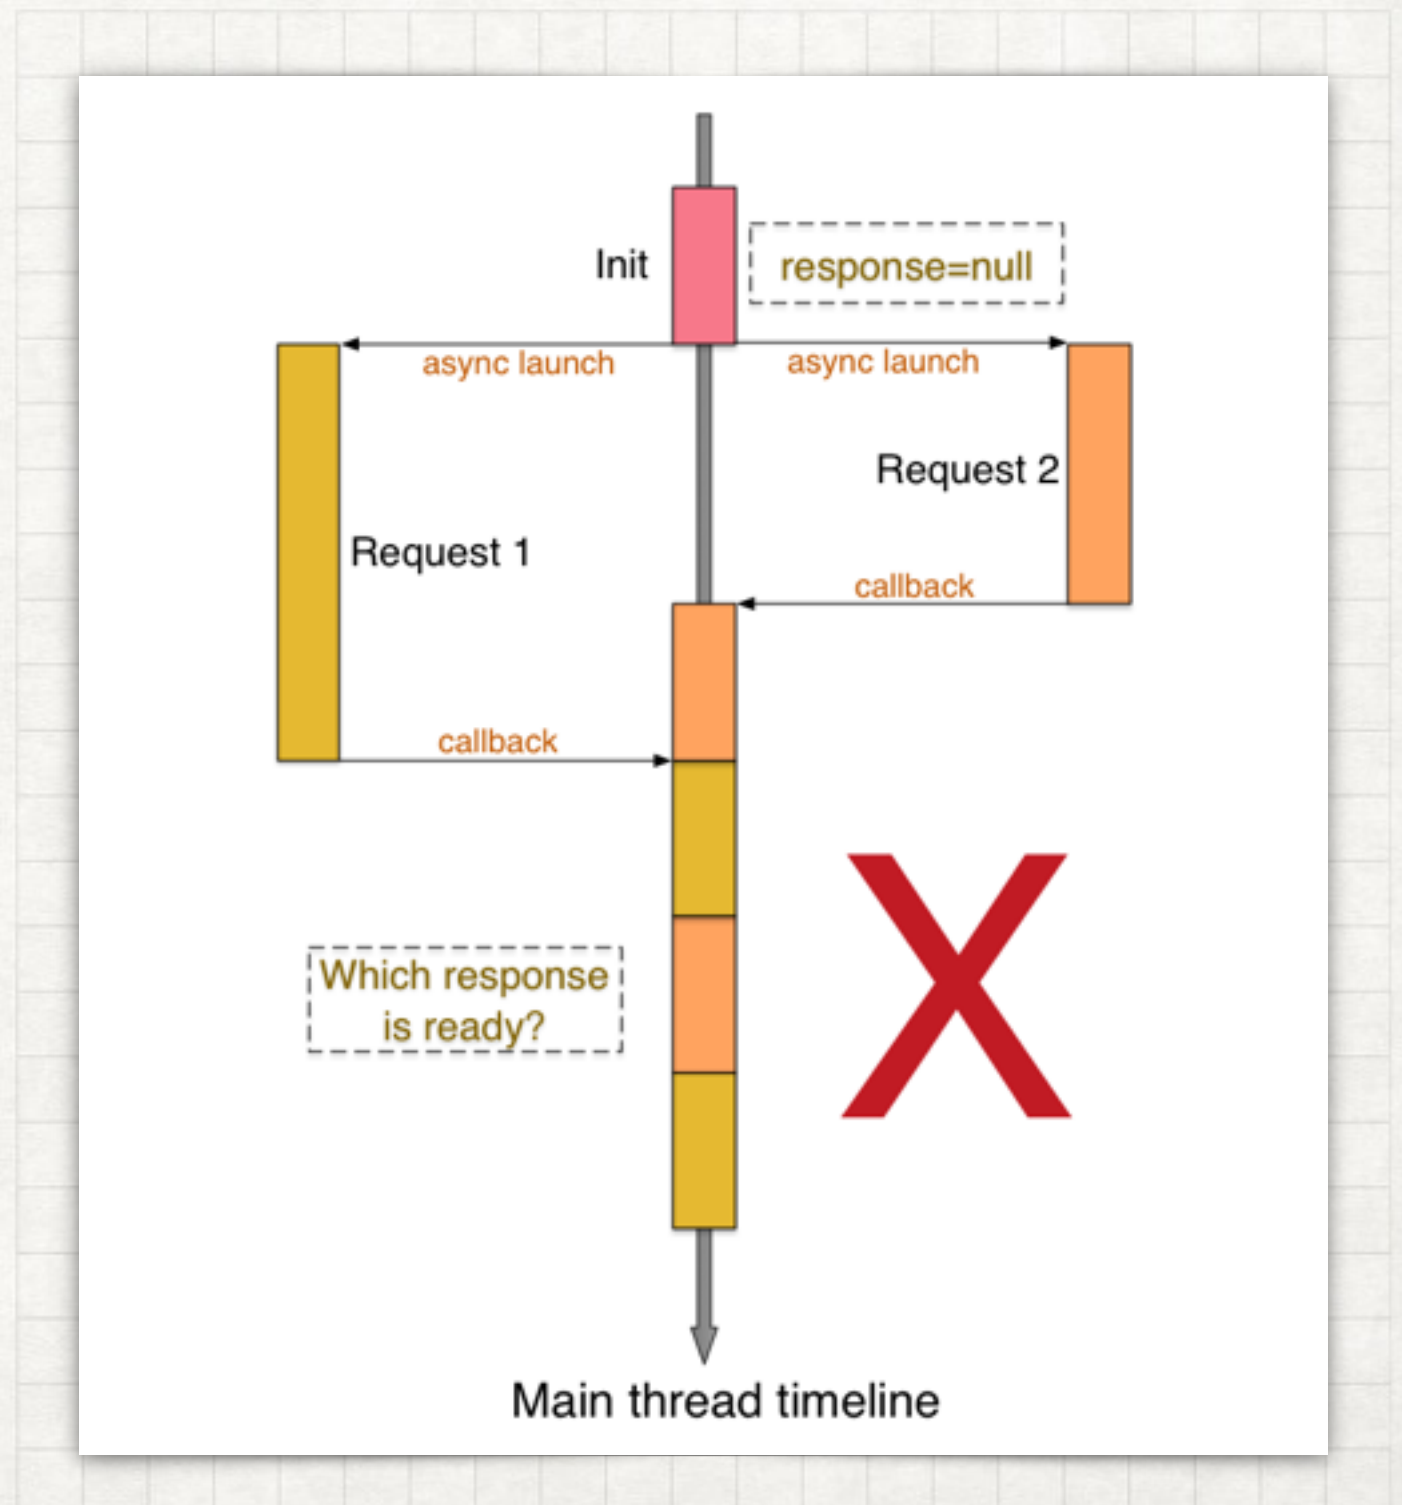 Init
response=null
async launch
async launch
Request 2
Request 1
callback
callback
Which response
is ready?
X
Main thread timeline